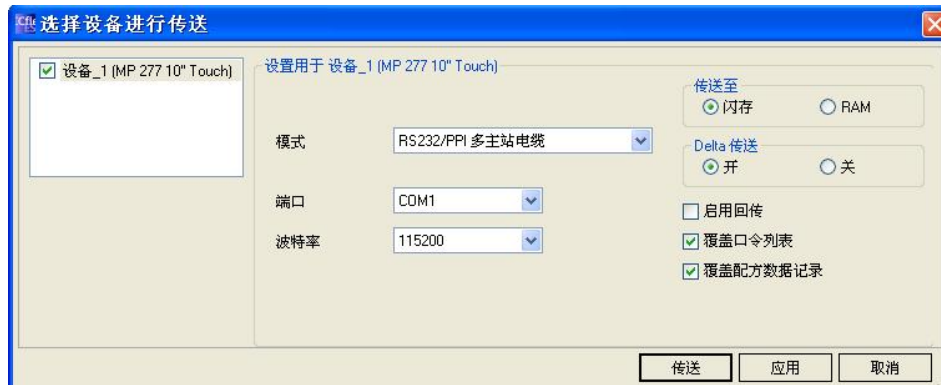 选择设备进行传送
设备_1 (MP 277 10" Touch)
设置用于 设备_1 (MP 277 10" Touch)
模式
RS232/PPI 多主站电缆
端口
COM1
波特率
115200
传送至
闪存 RAM
Delta 传送
开 关
启用回传
覆盖口令列表
覆盖配方数据记录
传送 应用 取消